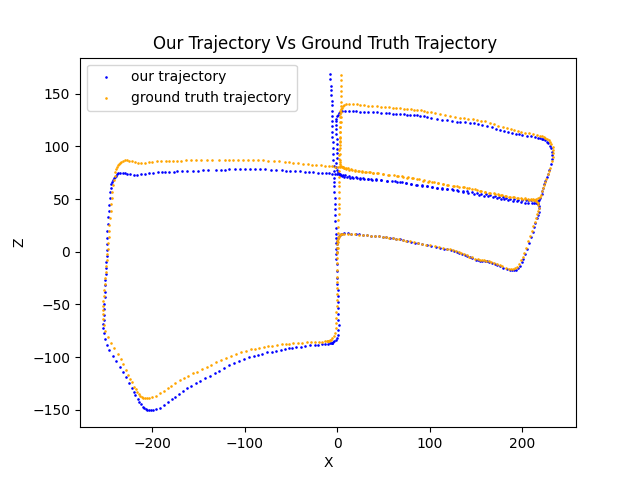 Our Trajectory Vs Ground Truth Trajectory
our trajectory
ground truth trajectory
150
100
50
0
−50
−100
−150
Z
−200
−100
0
100
200
X